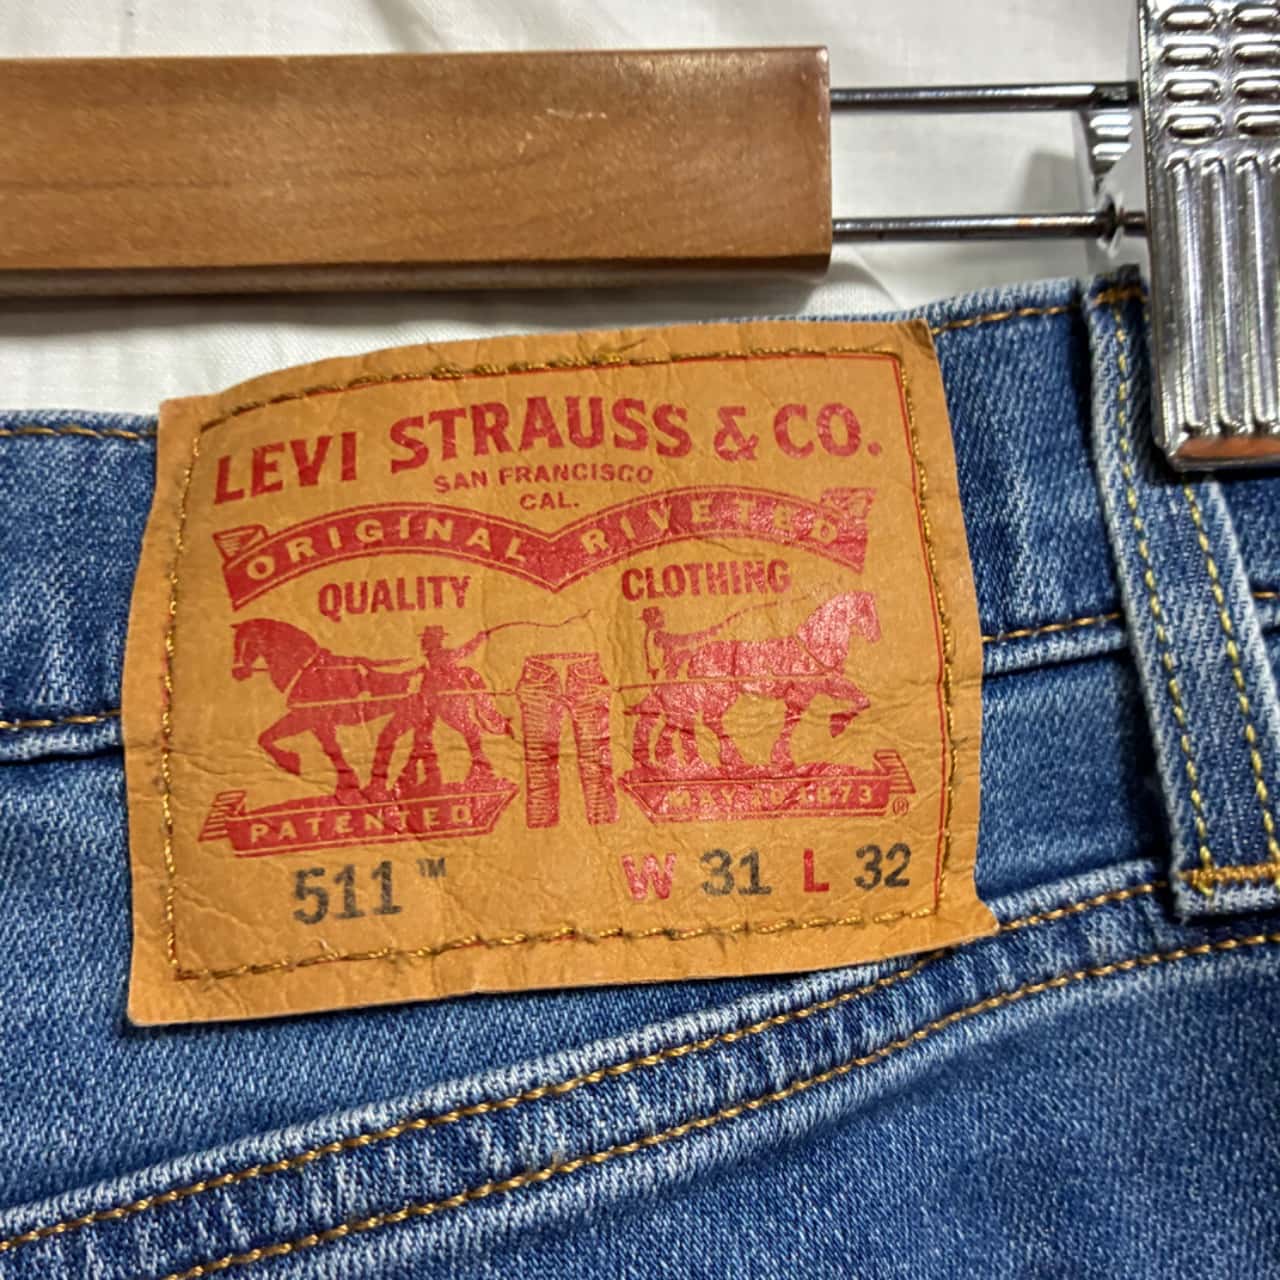 LEVI STRAUSS & CO.
SAN FRANCISCO
CAL.
ORIGINAL RIVETED
QUALITY CLOTHING
PATENTED MAY 20 1873 ®
511™ W 31 L 32